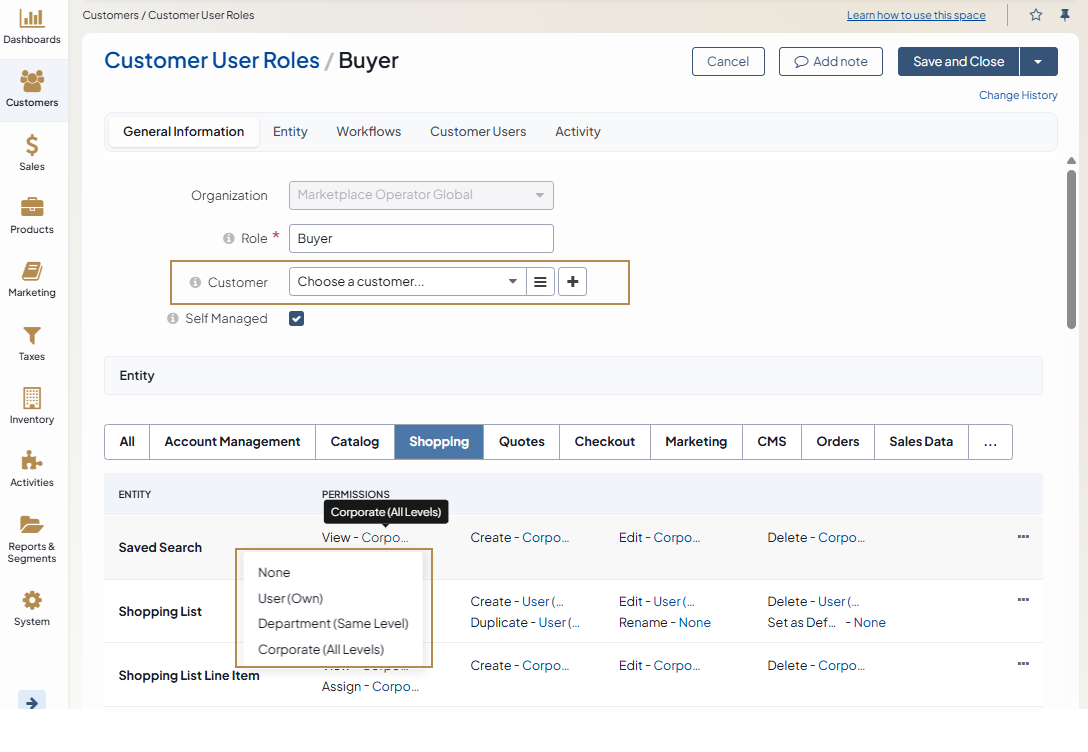 Customers / Customer User Roles
Learn how to use this space
Dashboards
Customers
Sales
Products
Marketing
Taxes
Inventory
Activities
Reports &
Segments
System
Customer User Roles / Buyer
Cancel
Add note
Save and Close
Change History
General Information
Entity
Workflows
Customer Users
Activity
Organization
Marketplace Operator Global
Role *
Buyer
Customer
Choose a customer...
Self Managed
Entity
All
Account Management
Catalog
Shopping
Quotes
Checkout
Marketing
CMS
Orders
Sales Data
...
ENTITY
PERMISSIONS
Corporate (All Levels)
Saved Search
View - Corpo...
Create - Corpo...
Edit - Corpo...
Delete - Corpo...
None
User (Own)
Department (Same Level)
Corporate (All Levels)
Shopping List
Create - User (...
Edit - User (...
Delete - User (...
Duplicate - User (...
Rename - None
Set as Def... - None
Shopping List Line Item
Create - Corpo...
Edit - Corpo...
Delete - Corpo...
Assign - Corpo...